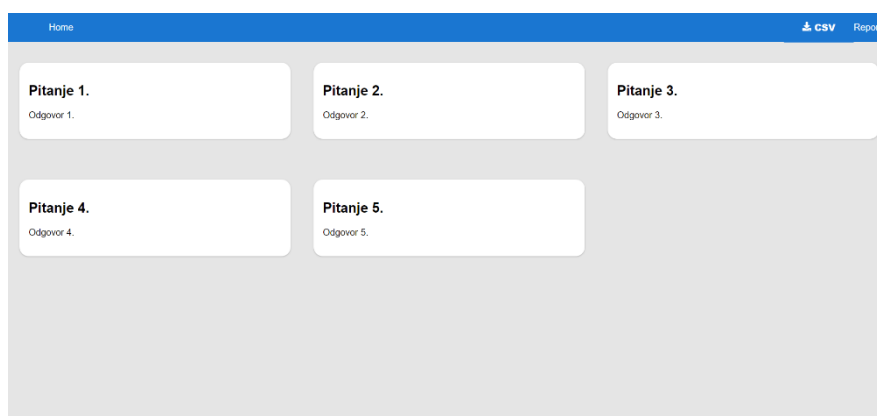 Home CSV Repor
Pitanje 1. Pitanje 2. Pitanje 3.
Odgovor 1. Odgovor 2. Odgovor 3.
Pitanje 4. Pitanje 5.
Odgovor 4. Odgovor 5.